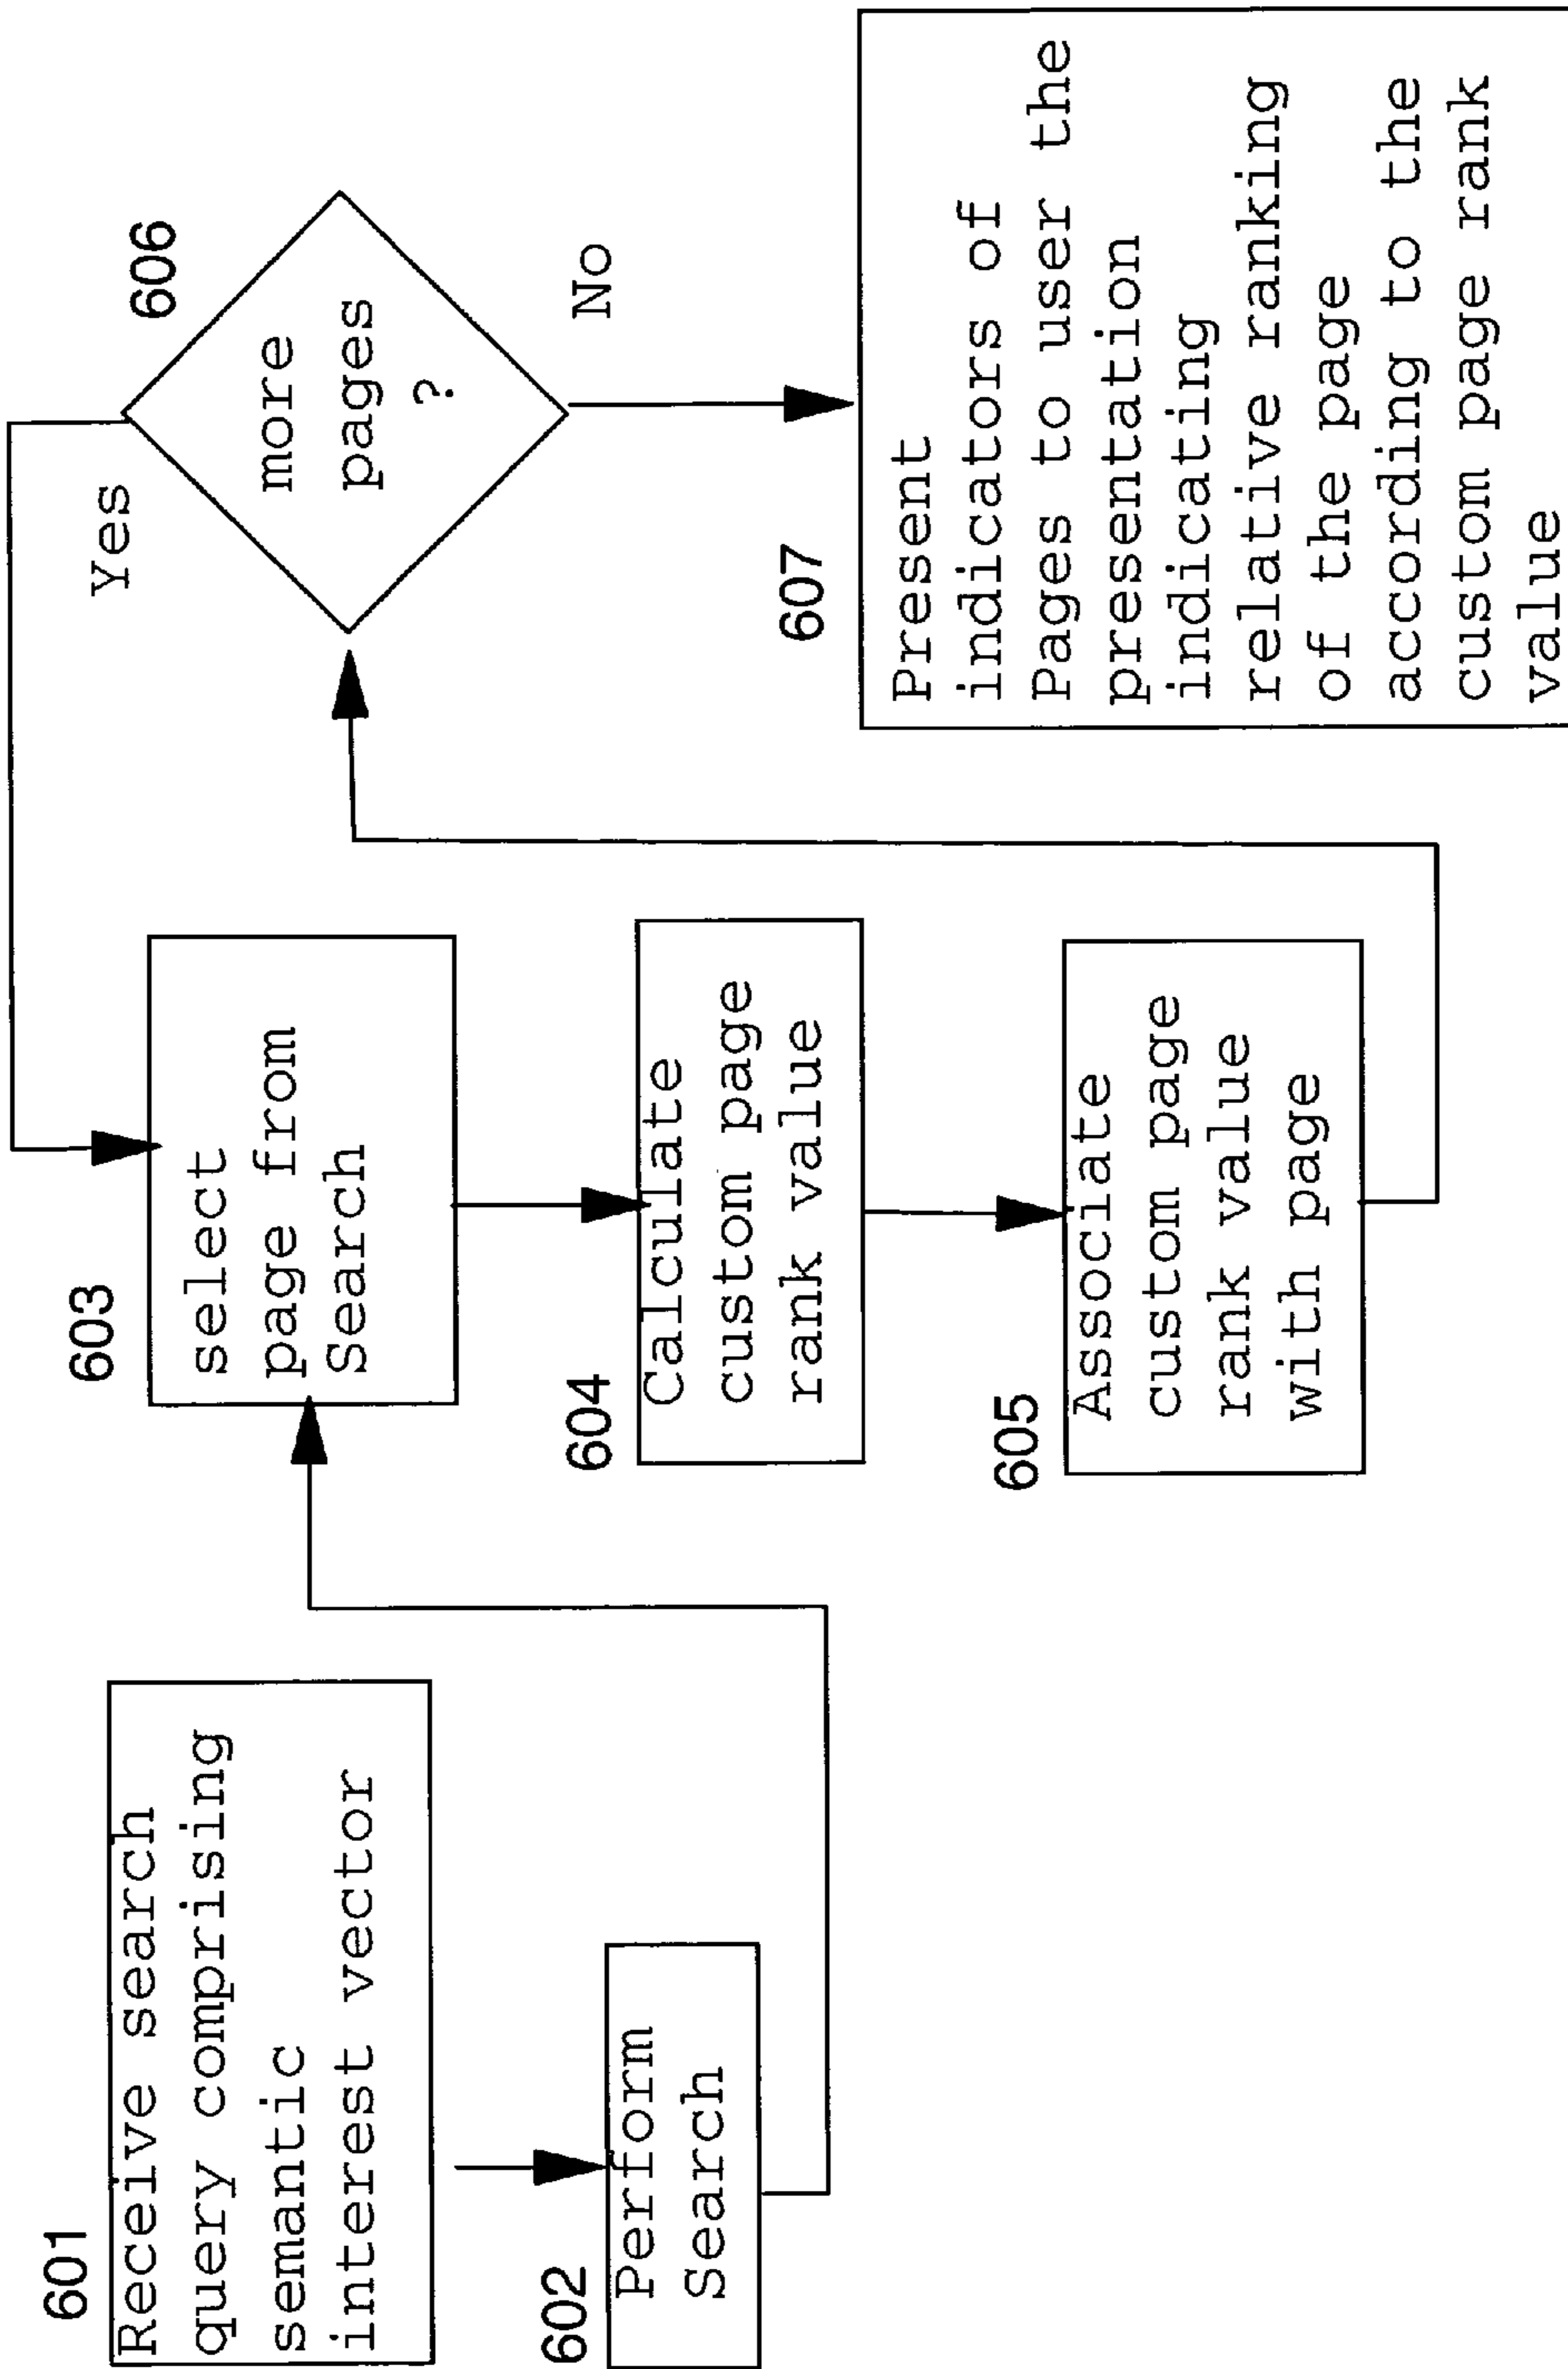 601
Receive search
query comprising
semantic
interest vector
602
Perform
Search
603
select
page from
Search
604
Calculate
custom page
rank value
605
Associate
custom page
rank value
with page
606
more
pages
?
Yes
No
607
Present
indicators of
Pages to user the
presentation
indicating
relative ranking
of the page
according to the
custom page rank
value